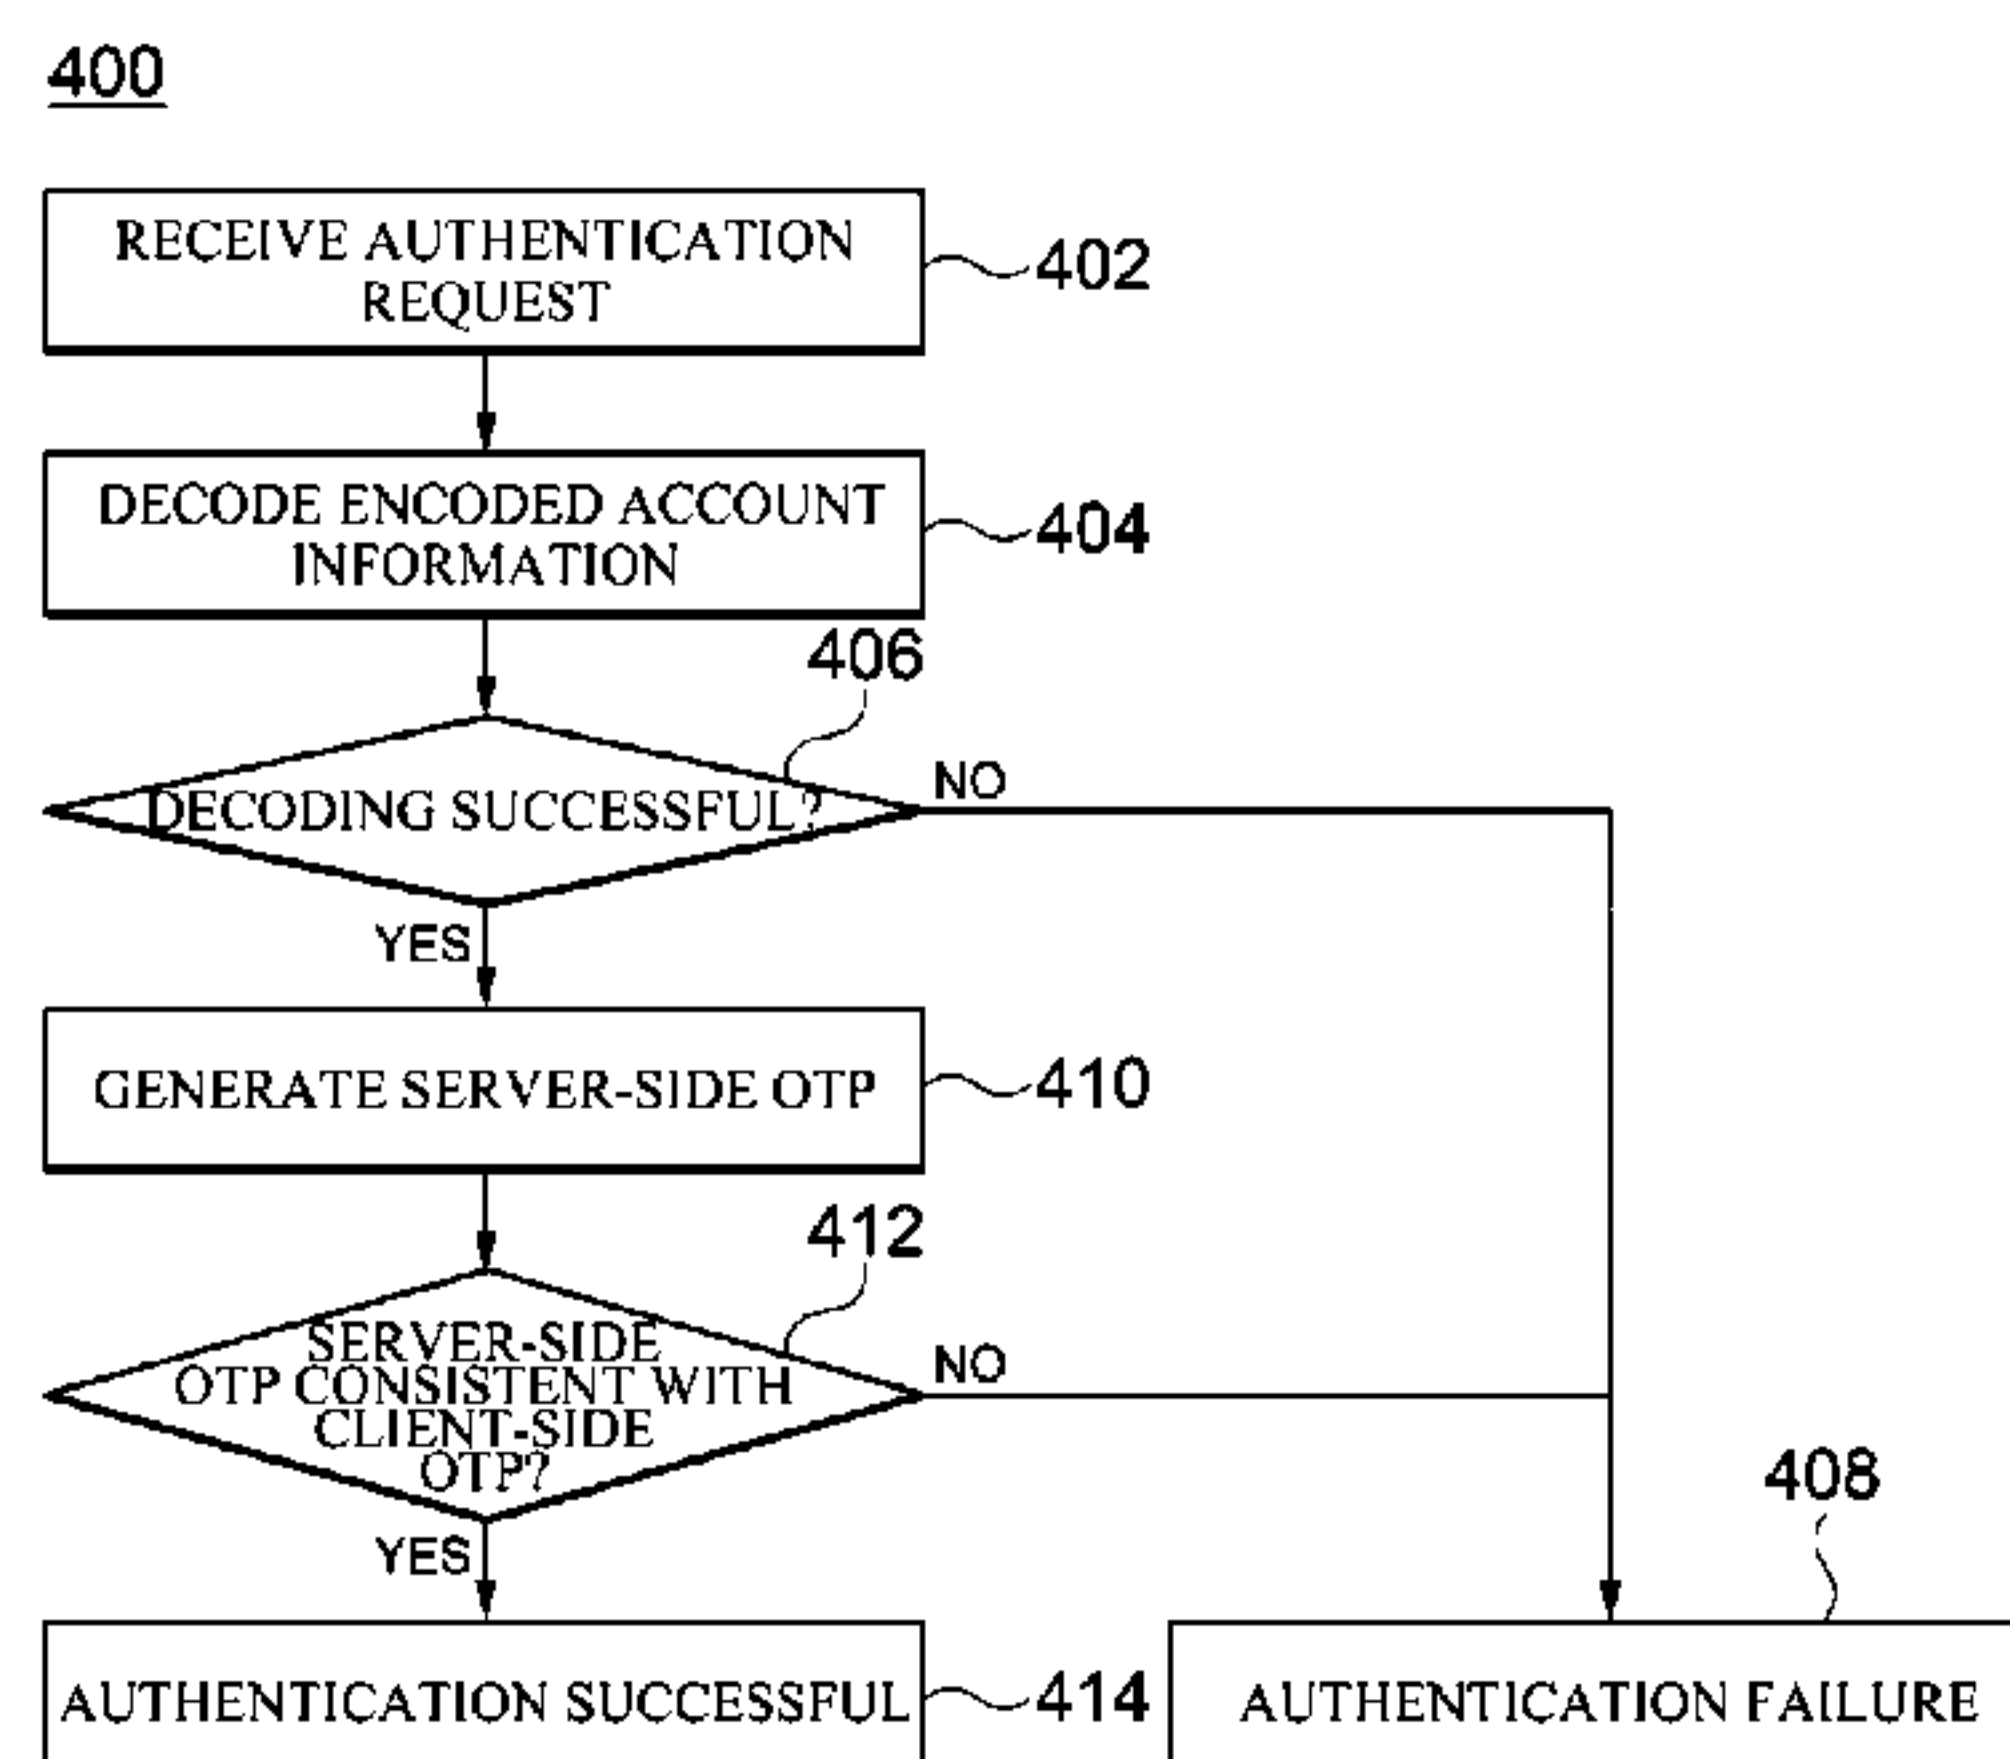 400
RECEIVE AUTHENTICATION
REQUEST
402
DECODE ENCODED ACCOUNT
INFORMATION
404
406
DECODING SUCCESSFUL?
NO
YES
GENERATE SERVER-SIDE OTP
410
412
SERVER-SIDE
OTP CONSISTENT WITH
CLIENT-SIDE
OTP?
NO
YES
408
AUTHENTICATION SUCCESSFUL
414
AUTHENTICATION FAILURE